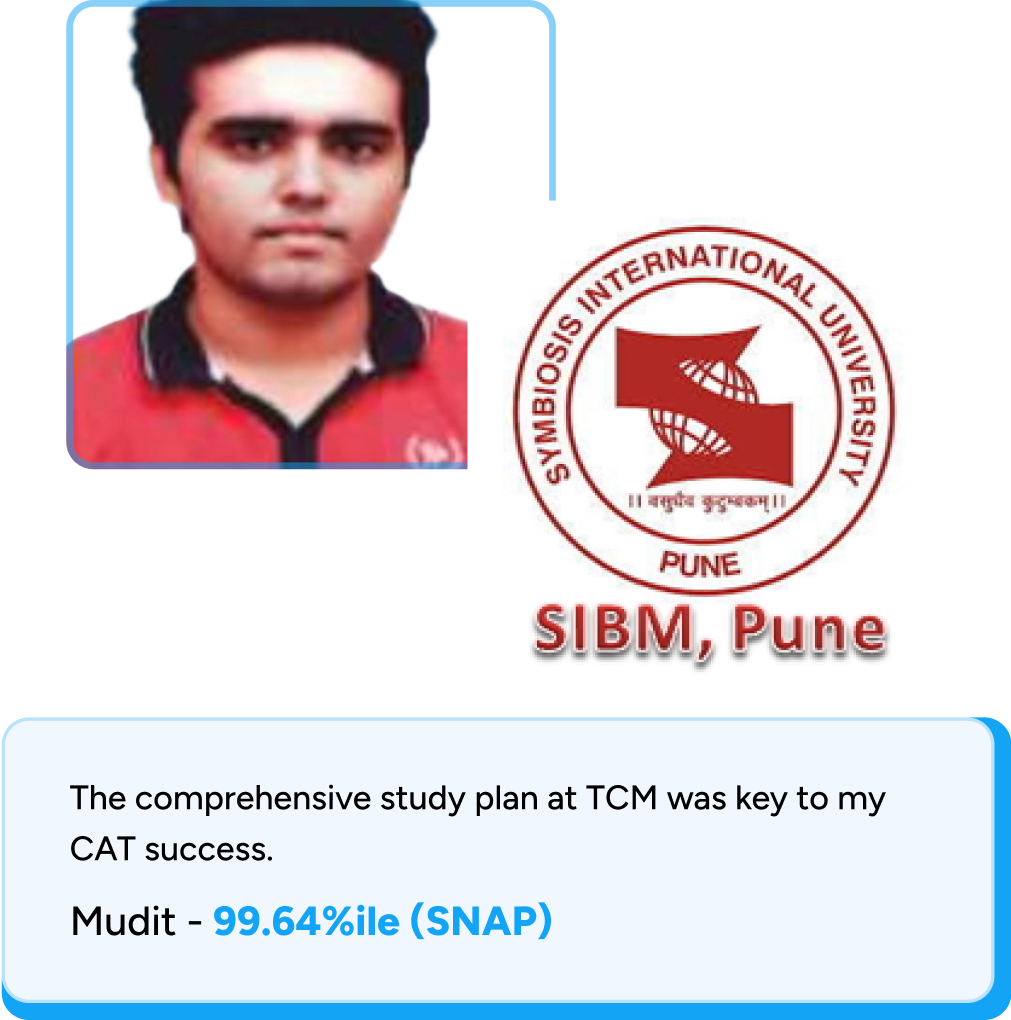 SYMBIOSIS INTERNATIONAL UNIVERSITY
।। वसुधैव कुटुम्बकम् ।।
PUNE
SIBM, Pune
The comprehensive study plan at TCM was key to my
CAT success.
Mudit - 99.64%ile (SNAP)